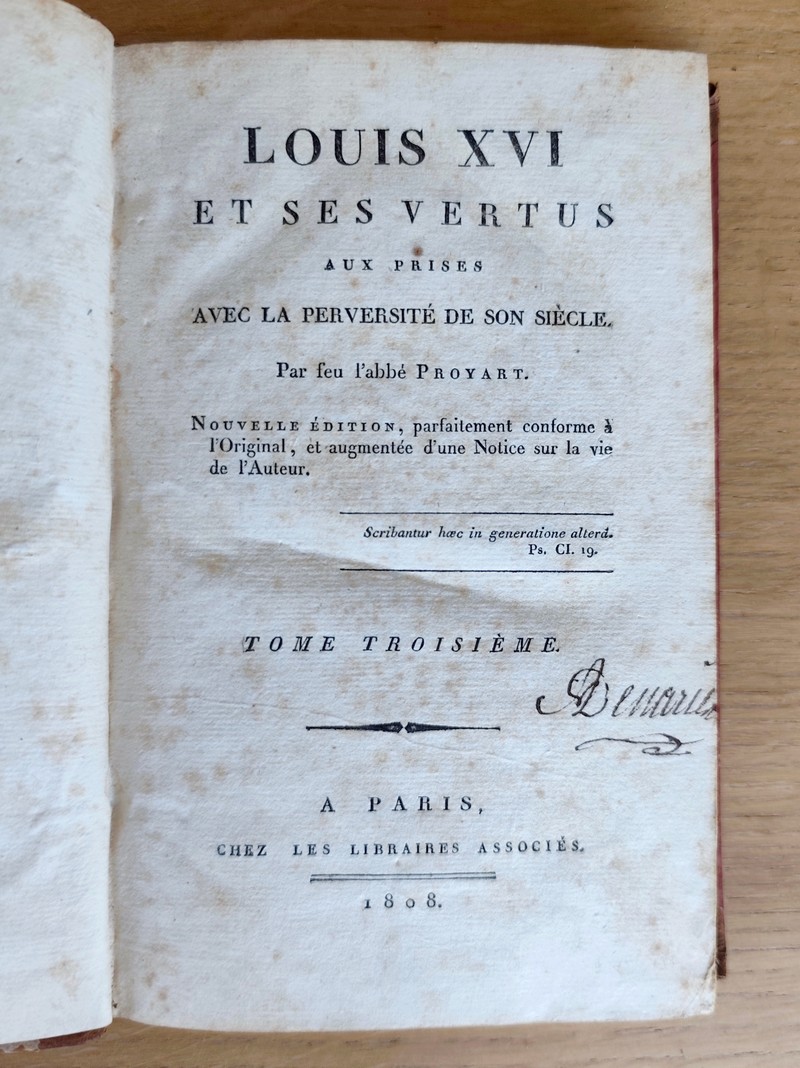 LOUIS XVI
ET SES VERTUS
AUX PRISES
AVEC LA PERVERSITÉ DE SON SIÈCLE.
Par feu l'abbé PROYART.
NOUVELLE ÉDITION, parfaitement conforme à
l'Original, et augmentée d'une Notice sur la vie
de l'Auteur.
Scribantur hæc in generatione alterâ.
Ps. CI. 19.
TOME TROISIÈME.
A PARIS,
CHEZ LES LIBRAIRES ASSOCIÉS.
1808.